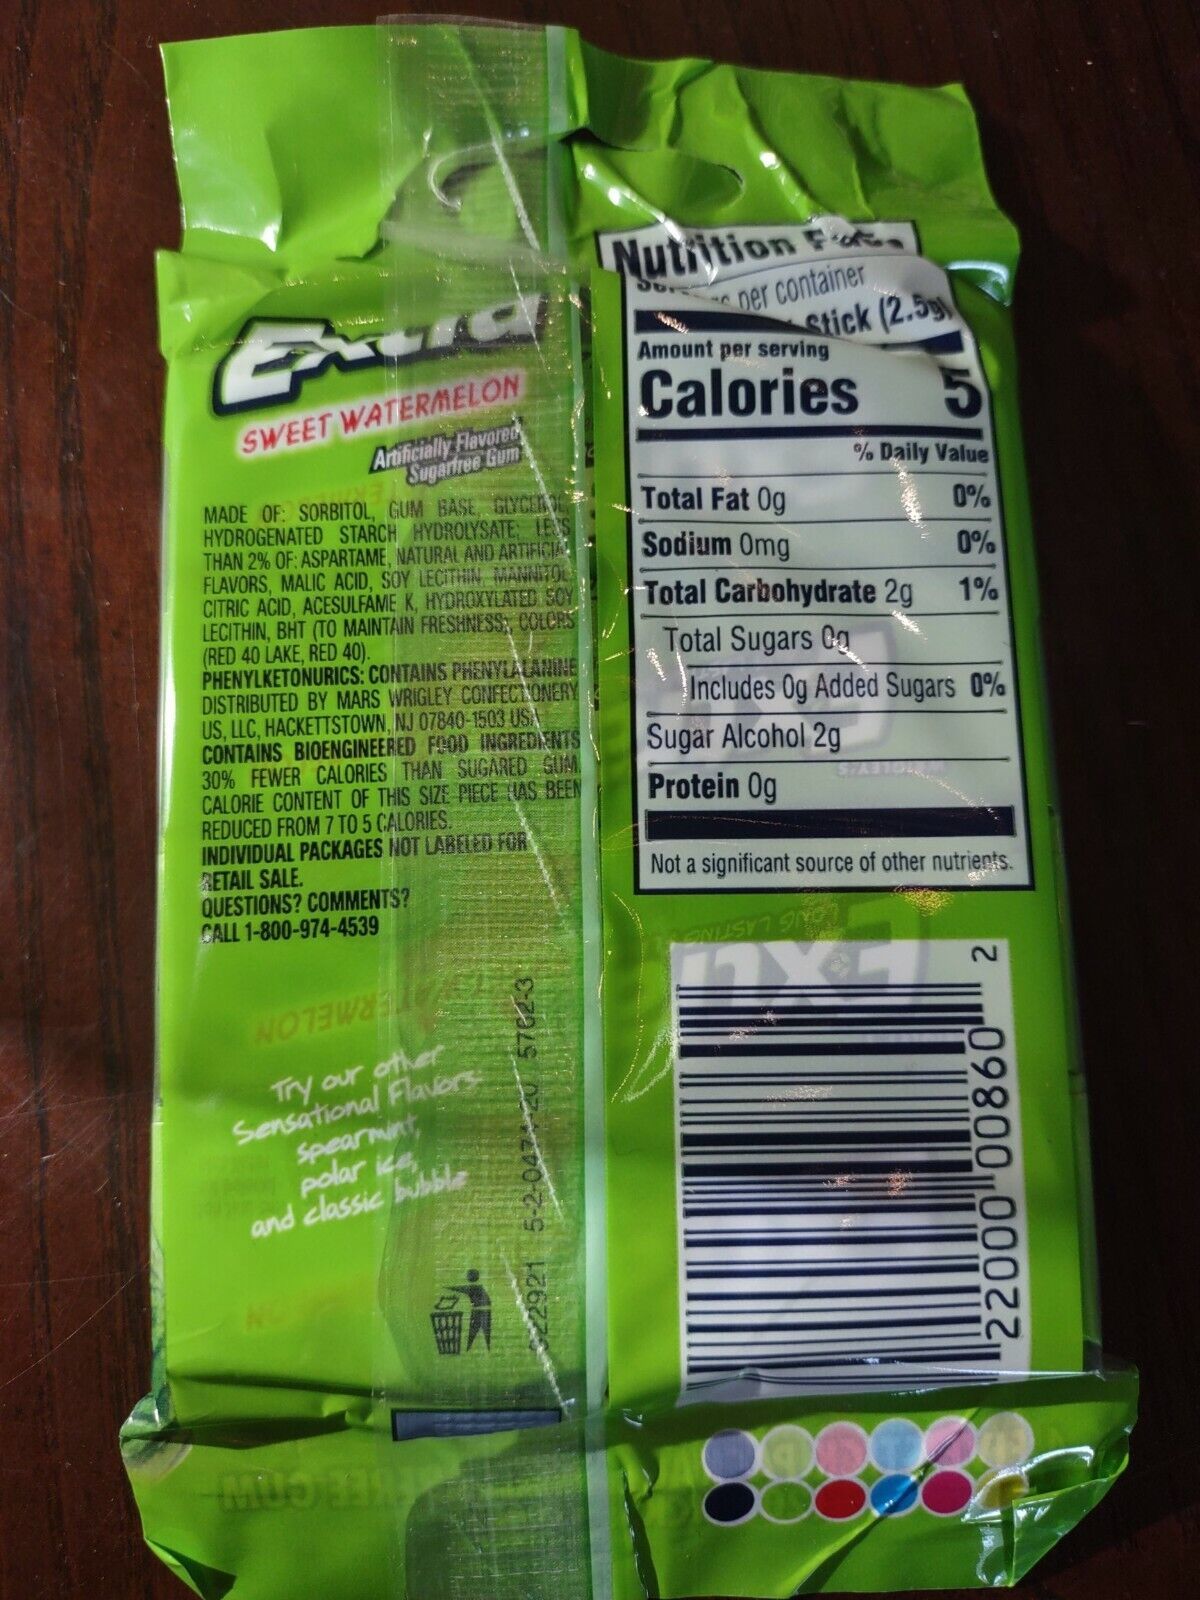 Extra
SWEET WATERMELON
Artificially Flavored
Sugarfree Gum
MADE OF: SORBITOL, GUM BASE, GLYCEROL,
HYDROGENATED STARCH HYDROLYSATE; LESS
THAN 2% OF: ASPARTAME, NATURAL AND ARTIFICIAL
FLAVORS, MALIC ACID, SOY LECITHIN, MANNITOL,
CITRIC ACID, ACESULFAME K, HYDROXYLATED SOY
LECITHIN, BHT (TO MAINTAIN FRESHNESS), COLORS
(RED 40 LAKE, RED 40).
PHENYLKETONURICS: CONTAINS PHENYLALANINE
DISTRIBUTED BY MARS WRIGLEY CONFECTIONERY
US, LLC, HACKETTSTOWN, NJ 07840-1503 USA
CONTAINS BIOENGINEERED FOOD INGREDIENTS
30% FEWER CALORIES THAN SUGARED GUM.
CALORIE CONTENT OF THIS SIZE PIECE HAS BEEN
REDUCED FROM 7 TO 5 CALORIES.
INDIVIDUAL PACKAGES NOT LABELED FOR
RETAIL SALE.
QUESTIONS? COMMENTS?
CALL 1-800-974-4539
Try our other
Sensational Flavors
spearmint,
polar ice,
and classic bubble
Nutrition Facts
per container
Stick (2.5g)
Amount per serving
Calories 5
% Daily Value
Total Fat 0g 0%
Sodium 0mg 0%
Total Carbohydrate 2g 1%
Total Sugars 0g
Includes 0g Added Sugars 0%
Sugar Alcohol 2g
Protein 0g
Not a significant source of other nutrients.
22000 00860 2